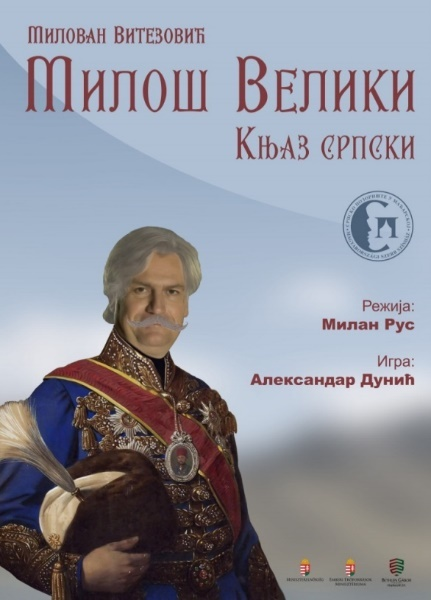 Милован Витезовић
Милош Велики
Књаз српски
Режија:
Милан Рус
Игра:
Александар Дунић